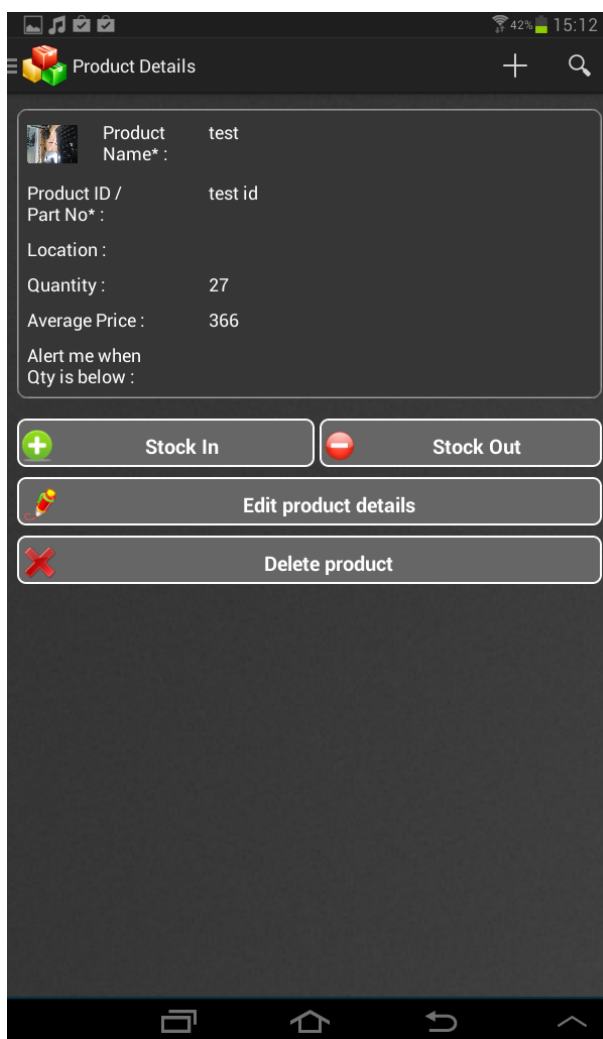 42% 15:12
Product Details
Product test
Name* :
Product ID / test id
Part No* :
Location :
Quantity : 27
Average Price : 366
Alert me when
Qty is below :
Stock In Stock Out
Edit product details
Delete product